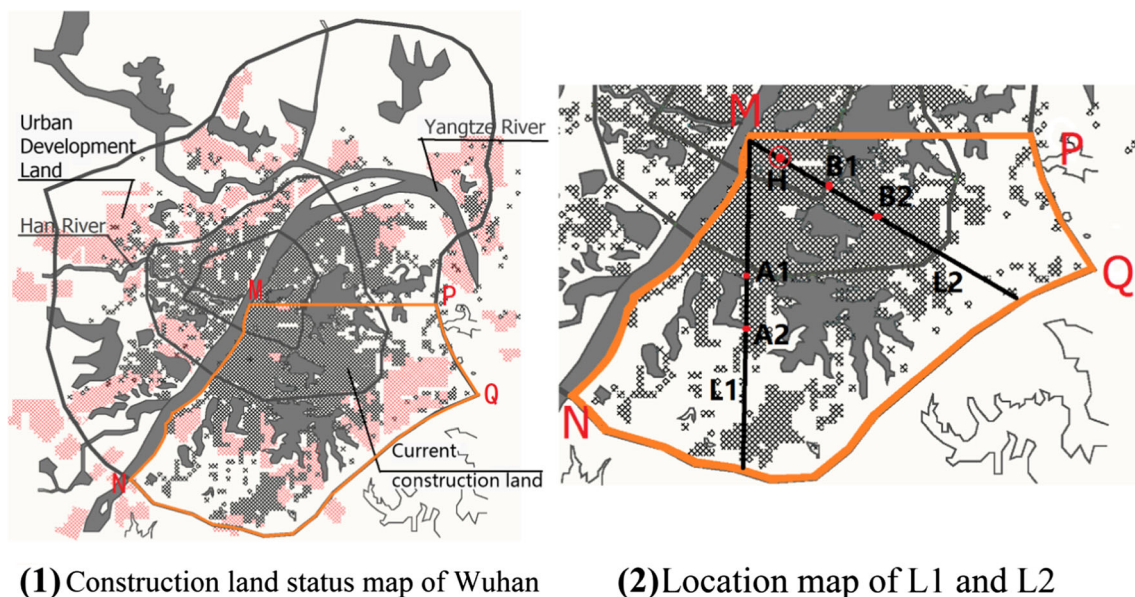 Urban
Development
Land
Han River
Yangtze River
M
P
Q
N
Current
construction land
M
P
H
B1
B2
A1
A2
L2
L1
Q
N
(1) Construction land status map of Wuhan
(2) Location map of L1 and L2